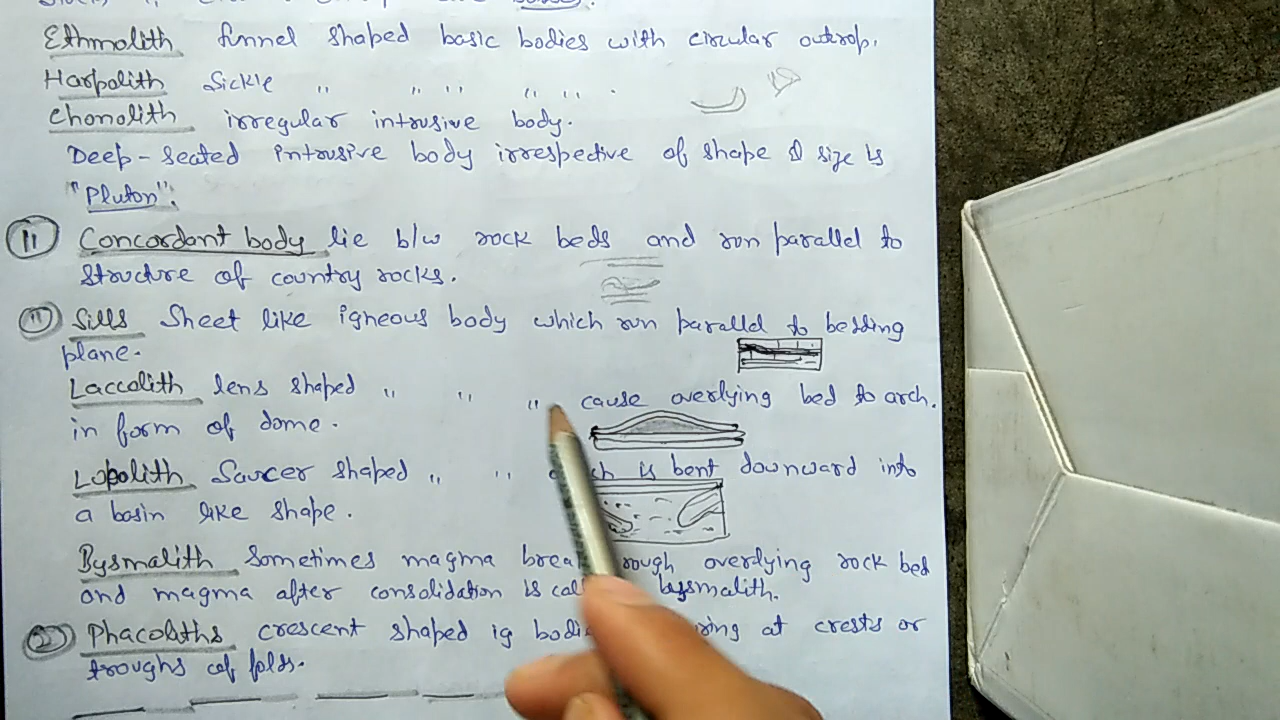 Ethmolith funnel shaped basic bodies with circular outrop.
Harpolith Sickle " " " " " .
Chonolith irregular intrusive body.
Deep-seated intrusive body irrespective of shape & size is
"Pluton".
11 Concordant body lie b/w rock beds and run parallel to
structure of country rocks.
11 Sills Sheet like igneous body which run parallel to bedding
plane.
Laccolith lens shaped " " " cause overlying bed to arch.
in form of dome.
Lopolith Saucer shaped " " is bent downward into
a basin like shape.
Bysmalith Sometimes magma overlying rock bed
and magma after consolidation is bysmalith.
2 Phacoliths crescent shaped ig at crests or
troughs of folds.